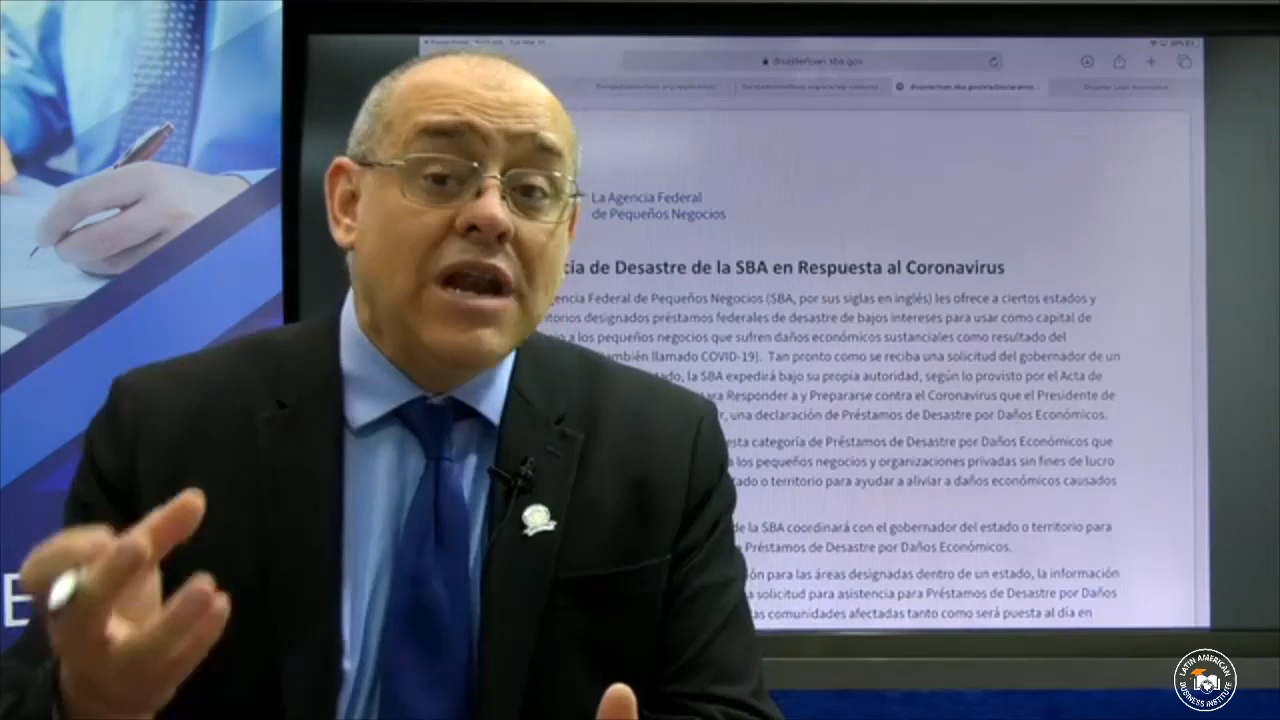 disasterloan.sba.gov
La Agencia Federal
de Pequeños Negocios
cia de Desastre de la SBA en Respuesta al Coronavirus
encia Federal de Pequeños Negocios (SBA, por sus siglas en inglés) les ofrece a ciertos estados y
itorios designados préstamos federales de desastre de bajos intereses para usar como capital de
o a los pequeños negocios que sufren daños económicos sustanciales como resultado del
también llamado COVID-19). Tan pronto como se reciba una solicitud del gobernador de un
tado, la SBA expedirá bajo su propia autoridad, según lo provisto por el Acta de
ra Responder a y Prepararse contra el Coronavirus que el Presidente de
r, una declaración de Préstamos de Desastre por Daños Económicos.
esta categoría de Préstamos de Desastre por Daños Económicos que
a los pequeños negocios y organizaciones privadas sin fines de lucro
tado o territorio para ayudar a aliviar a daños económicos causados
de la SBA coordinará con el gobernador del estado o territorio para
Préstamos de Desastre por Daños Económicos.
ón para las áreas designadas dentro de un estado, la información
a solicitud para asistencia para Préstamos de Desastre por Daños
as comunidades afectadas tanto como será puesta al día en
E
LATIN AMERICAN
BUSINESS INSTITUTE